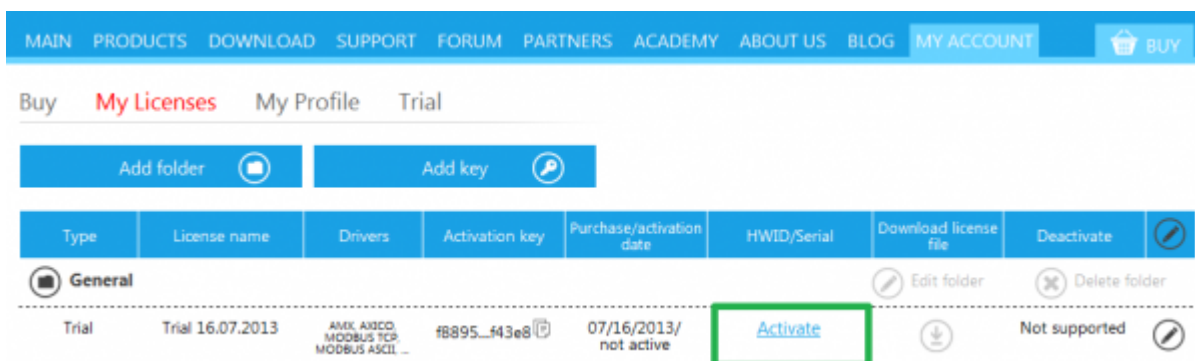 MAIN PRODUCTS DOWNLOAD SUPPORT FORUM PARTNERS ACADEMY ABOUT US BLOG MY ACCOUNT BUY
Buy My Licenses My Profile Trial
Add folder Add key
Type License name Drivers Activation key Purchase/activation date HWID/Serial Download license file Deactivate
General Edit folder Delete folder
Trial Trial 16.07.2013 AMX, AXICO, MODBUS TCP, MODBUS ASCII, ... f8895...f43e8 07/16/2013/ not active Activate Not supported